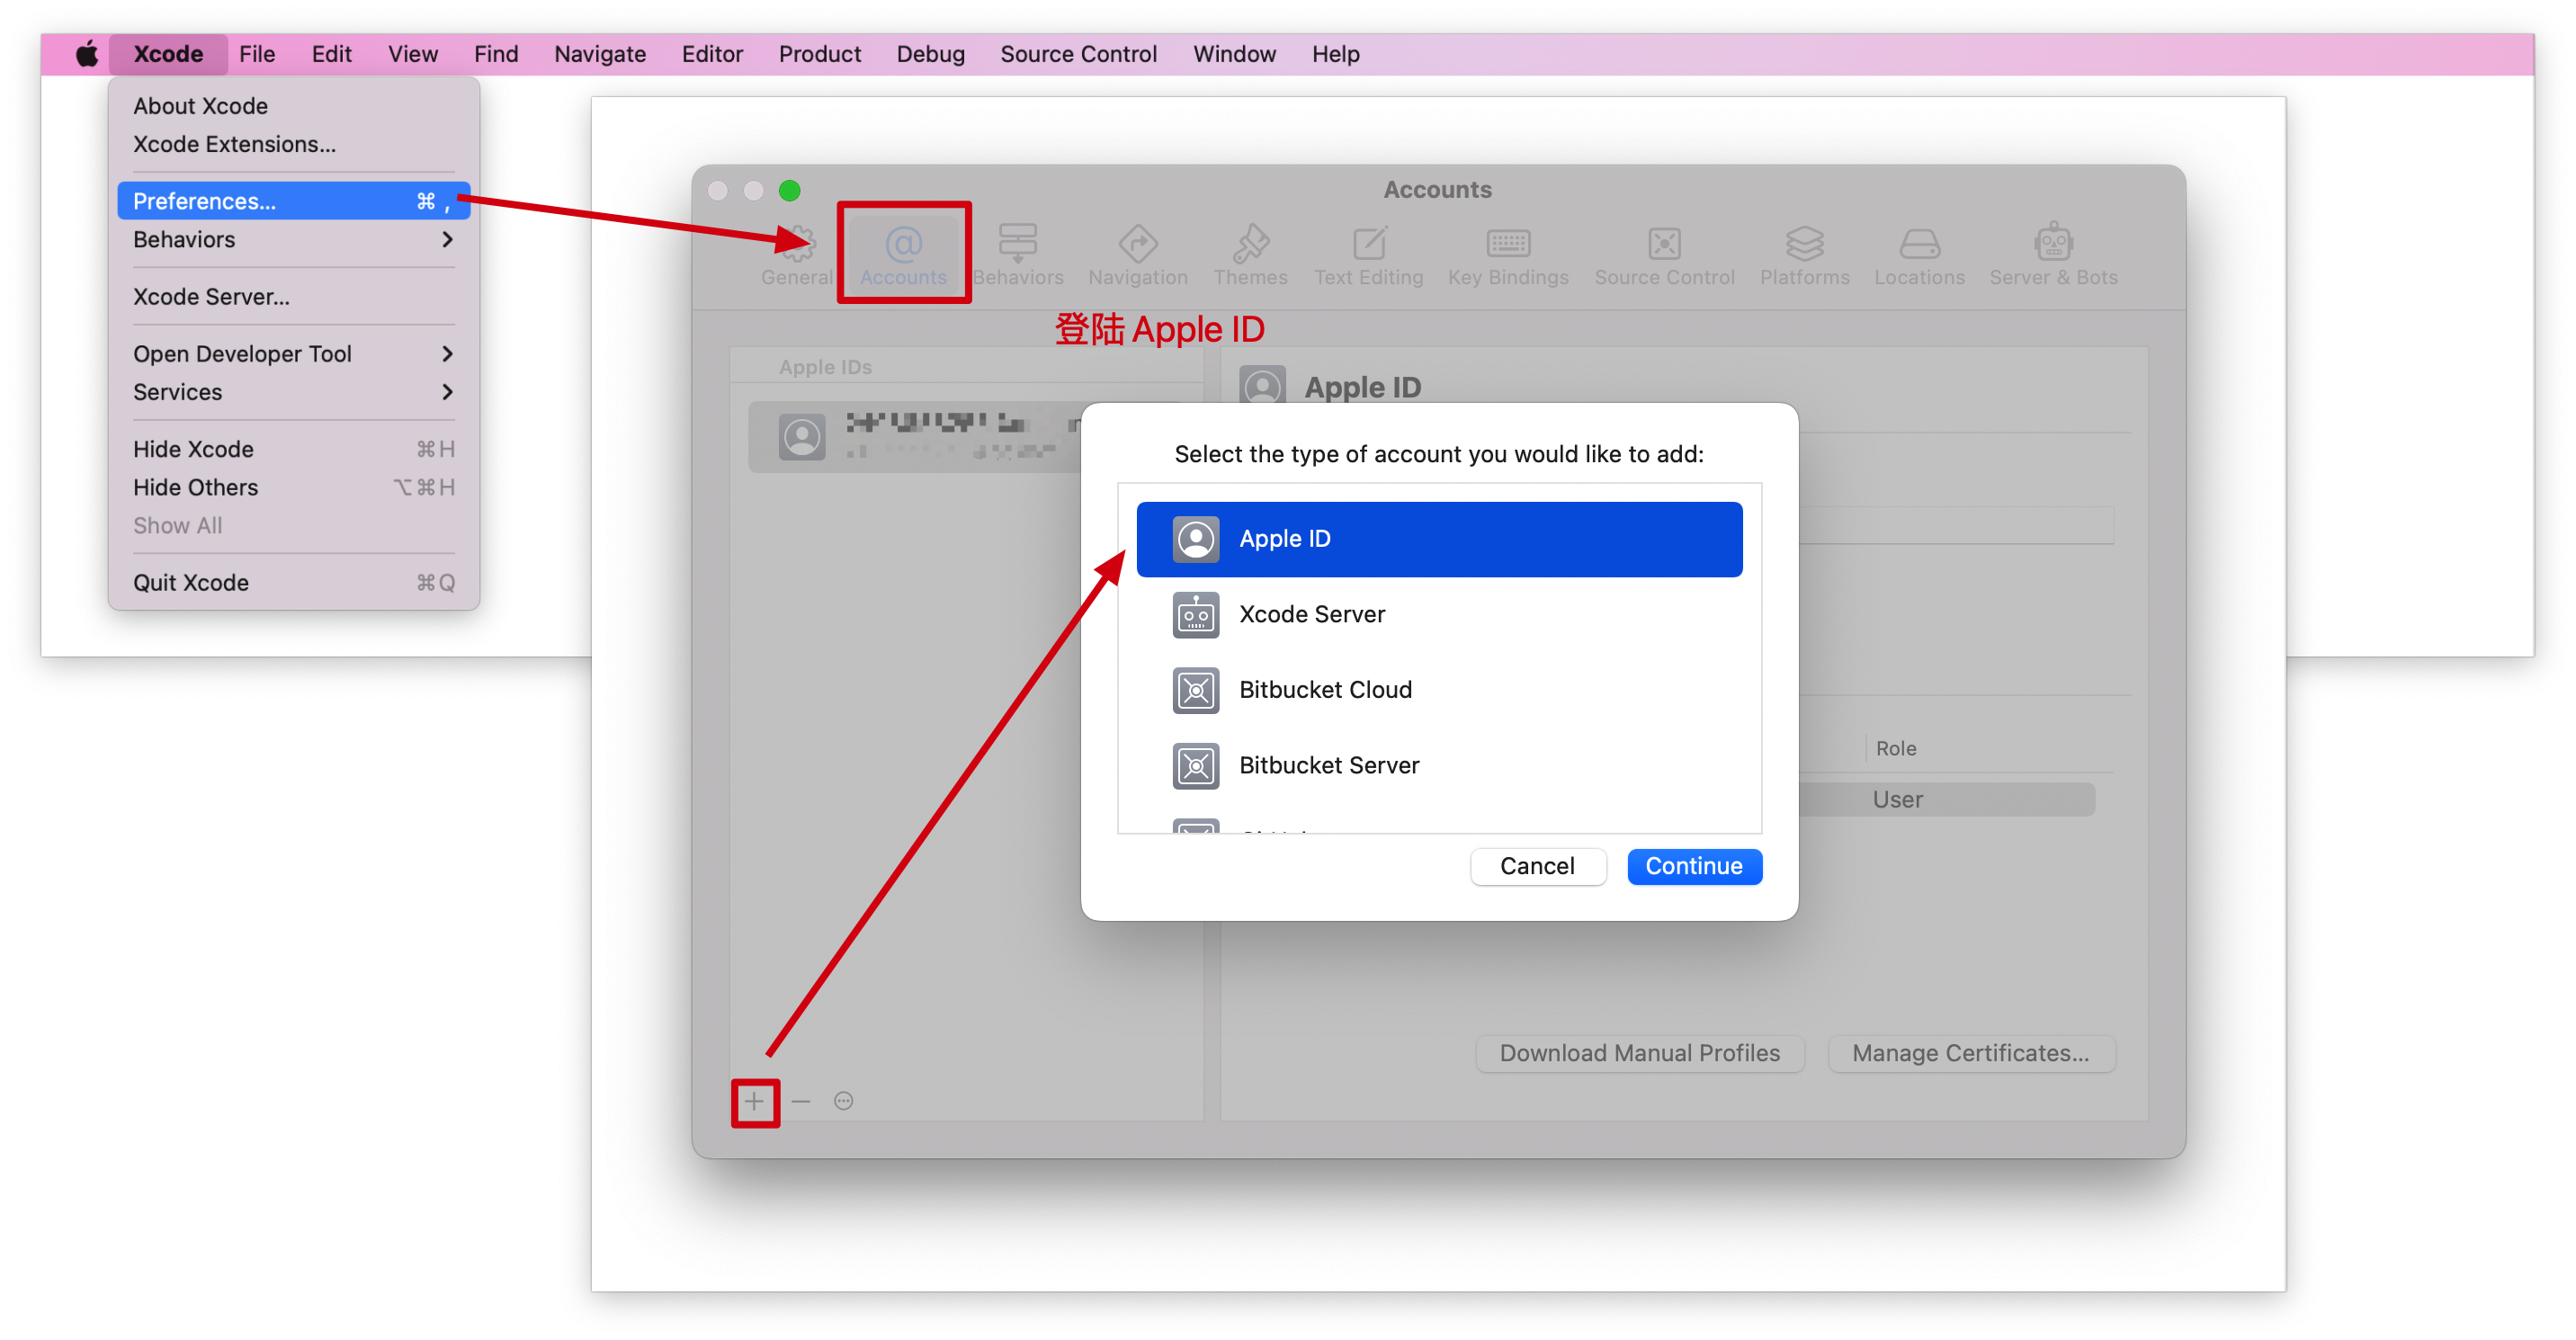 Xcode File Edit View Find Navigate Editor Product Debug Source Control Window Help
About Xcode
Xcode Extensions...
Preferences... ⌘ ,
Behaviors
Xcode Server...
Open Developer Tool
Services
Hide Xcode ⌘H
Hide Others ⌥⌘H
Show All
Quit Xcode ⌘Q
Accounts
General Accounts Behaviors Navigation Themes Text Editing Key Bindings Source Control Platforms Locations Server & Bots
登陆 Apple ID
Apple IDs
Apple ID
Select the type of account you would like to add:
Apple ID
Xcode Server
Bitbucket Cloud
Bitbucket Server
Cancel Continue
Role
User
Download Manual Profiles Manage Certificates...